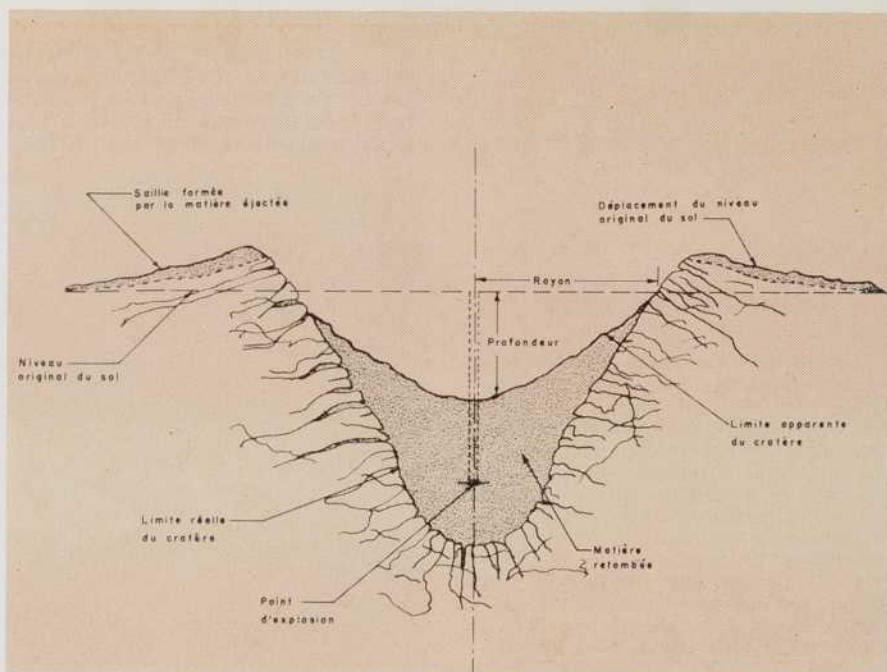 Saillie formée
par la matière éjectée
Déplacement du niveau
original du sol
Rayon
Profondeur
Niveau
original du sol
Limite apparente
du cratère
Limite réelle
du cratère
Matière
retombée
Point
d'explosion